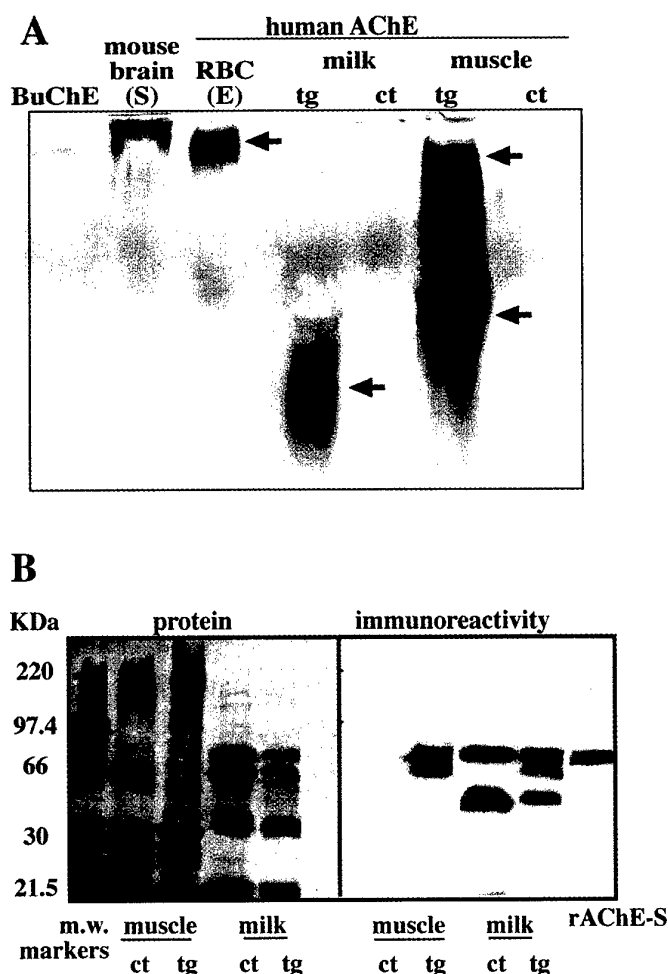 A
human AChE
mouse brain (S)
RBC (E)
milk
muscle
BuChE
tg
ct
tg
ct
B
KDa
protein
immunoreactivity
220
97.4
66
30
21.5
m.w. markers
muscle
milk
muscle
milk
rAChE-S
ct
tg
ct
tg
ct
tg
ct
tg